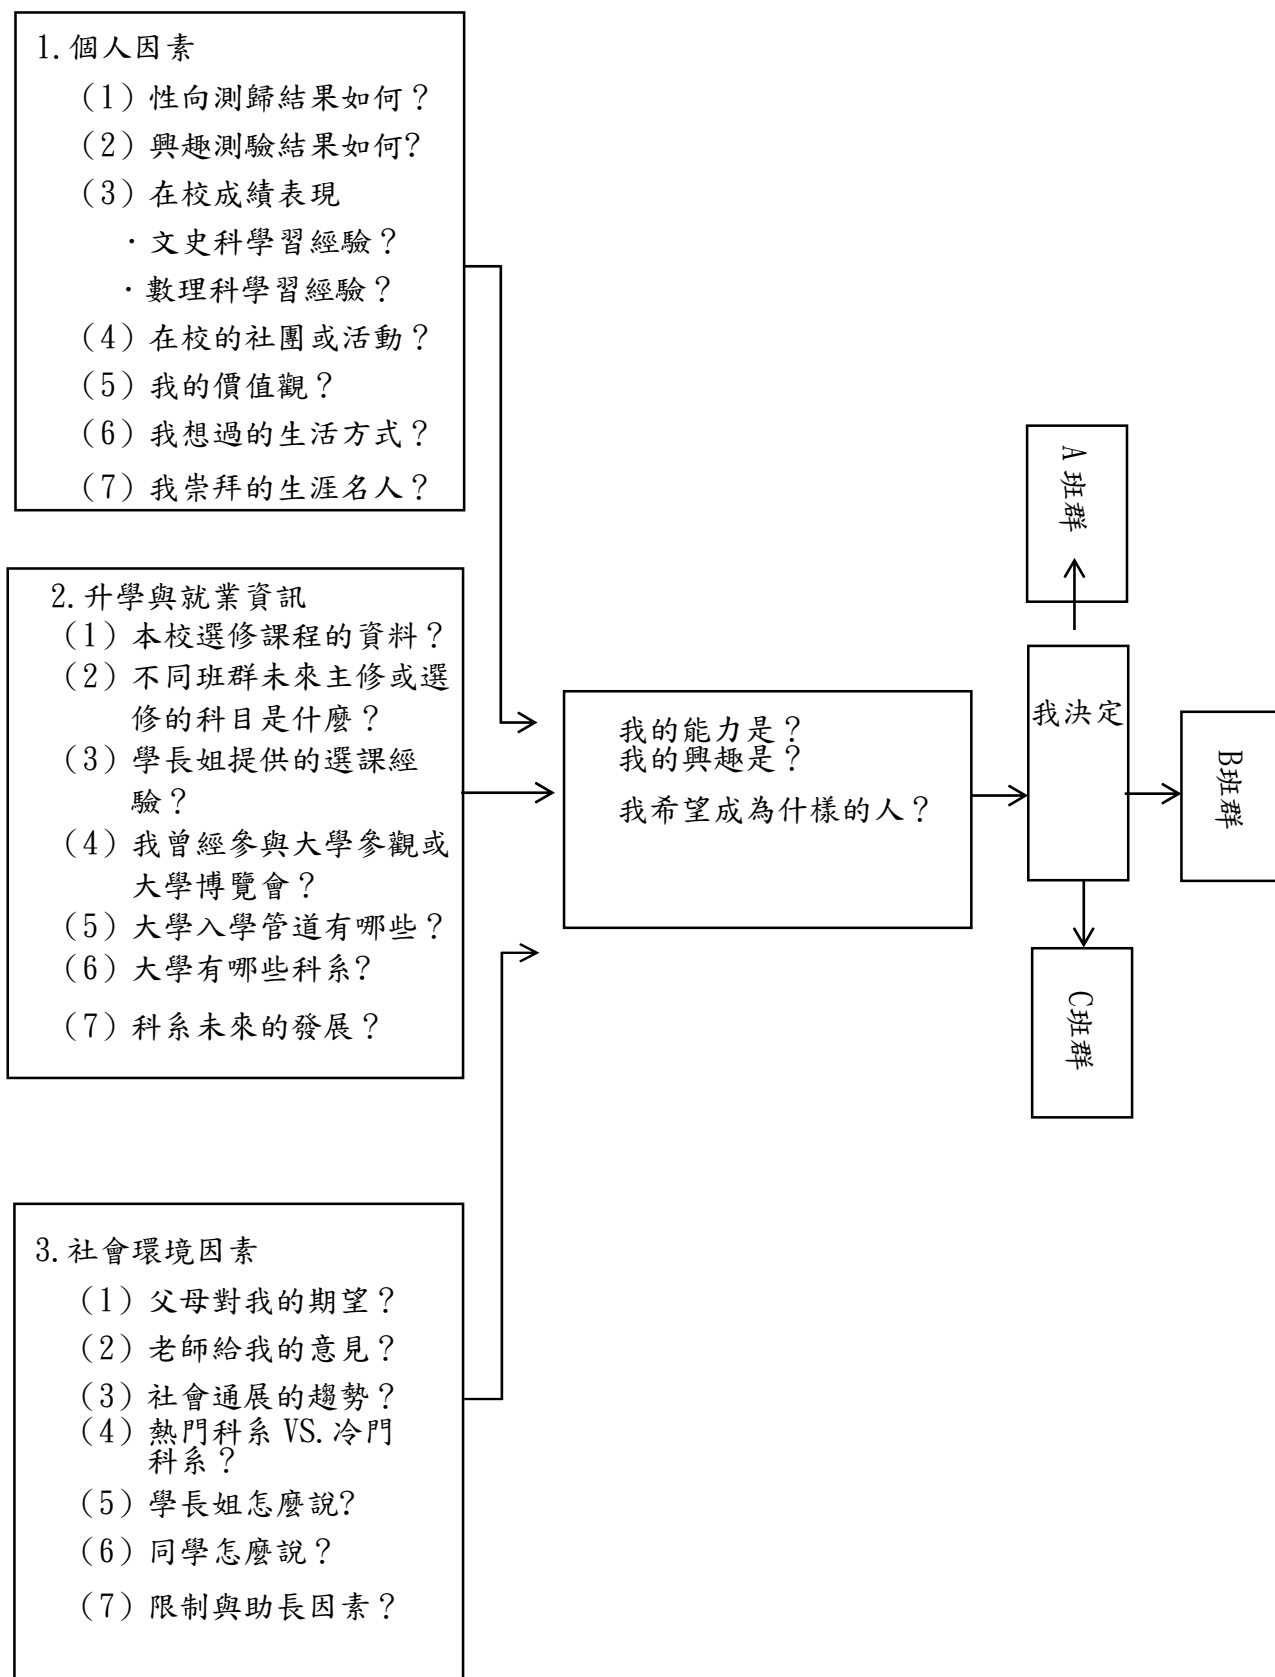 1.個人因素
(1)性向測歸結果如何？
(2)興趣測驗結果如何?
(3)在校成績表現
．文史科學習經驗？
．數理科學習經驗？
(4)在校的社團或活動？
(5)我的價值觀？
(6)我想過的生活方式？
(7)我崇拜的生涯名人？
2.升學與就業資訊
(1)本校選修課程的資料？
(2)不同班群未來主修或選
修的科目是什麼？
(3)學長姐提供的選課經
驗？
(4)我曾經參與大學參觀或
大學博覽會？
(5)大學入學管道有哪些？
(6)大學有哪些科系?
(7)科系未來的發展？
3.社會環境因素
(1)父母對我的期望？
(2)老師給我的意見？
(3)社會通展的趨勢？
(4)熱門科系 VS.冷門
科系？
(5)學長姐怎麼說?
(6)同學怎麼說？
(7)限制與助長因素？
我的能力是？
我的興趣是？
我希望成為什樣的人？
我決定
A 班群
B班群
C班群